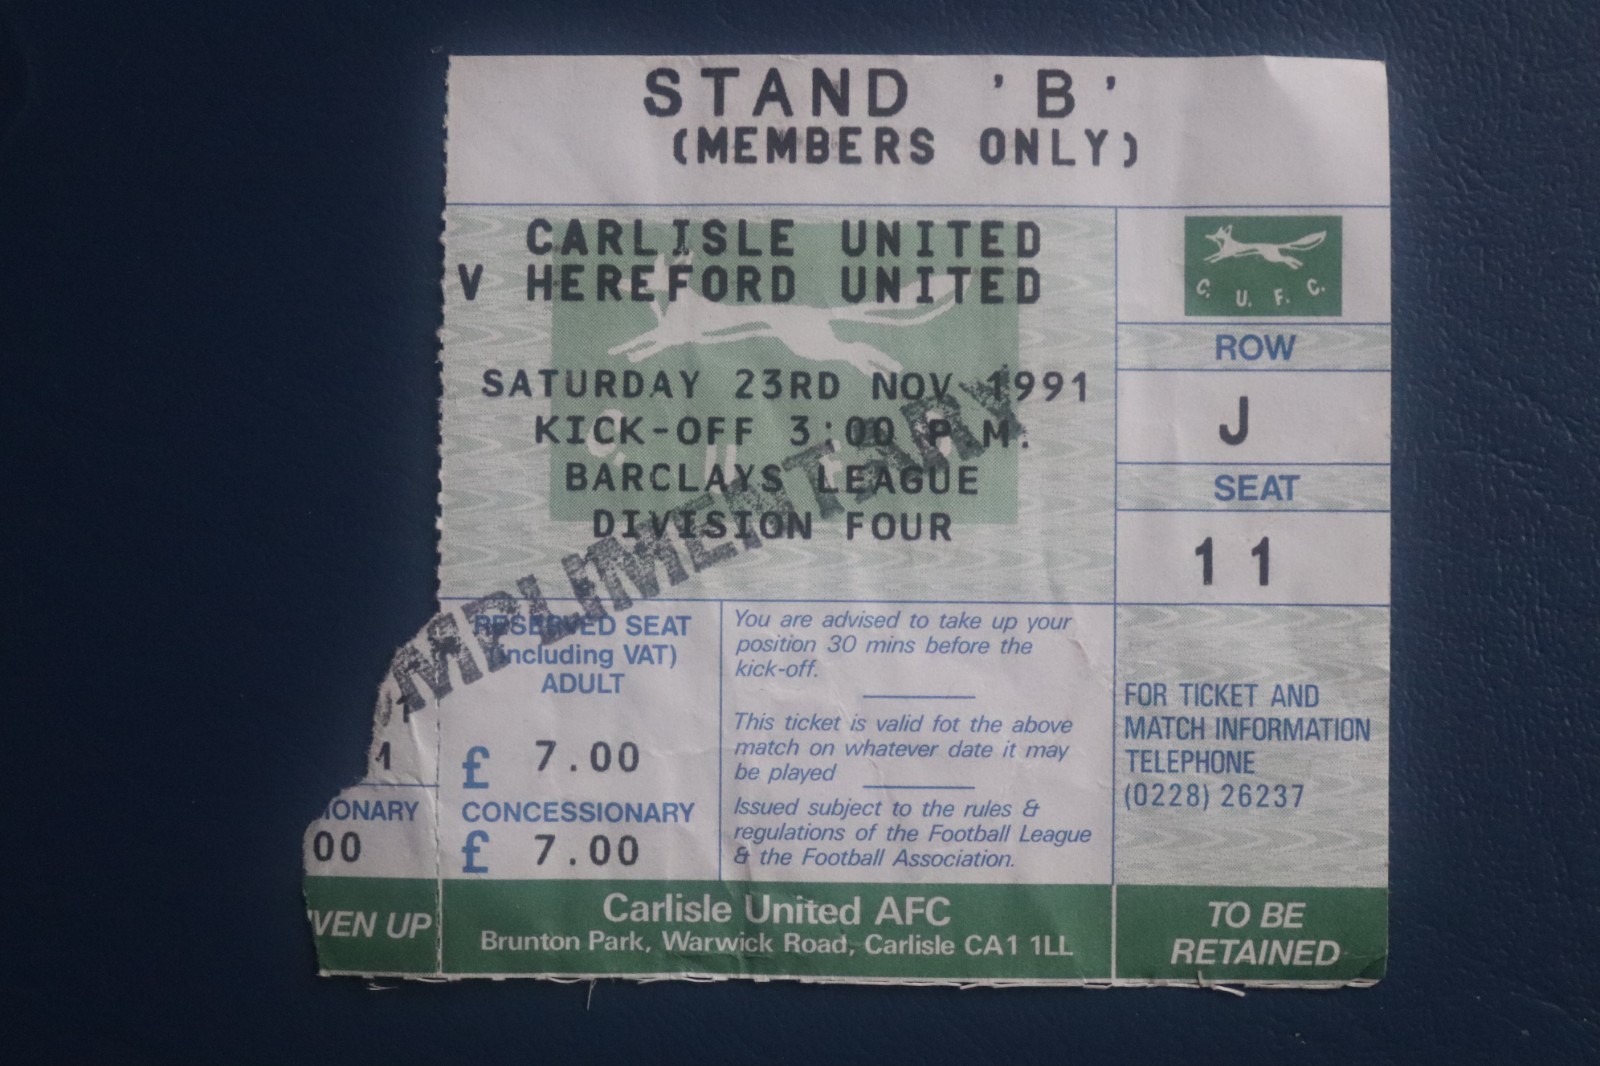 STAND 'B'
(MEMBERS ONLY)
CARLISLE UNITED
V HEREFORD UNITED
SATURDAY 23RD NOV 1991
KICK-OFF 3:00 P.M.
BARCLAYS LEAGUE
DIVISION FOUR
C. U. F. C.
ROW
J
SEAT
11
MPLIMENTARY
RESERVED SEAT
(including VAT)
ADULT
£ 7.00
CONCESSIONARY
£ 7.00
You are advised to take up your
position 30 mins before the
kick-off.
This ticket is valid fot the above
match on whatever date it may
be played
Issued subject to the rules &
regulations of the Football League
& the Football Association.
FOR TICKET AND
MATCH INFORMATION
TELEPHONE
(0228) 26237
IONARY
00
VEN UP
Carlisle United AFC
Brunton Park, Warwick Road, Carlisle CA1 1LL
TO BE
RETAINED